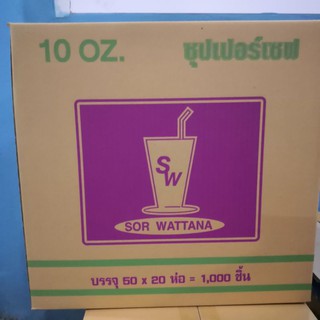 10 OZ. ซุปเปอร์เซฟ
SW
SOR WATTANA
บรรจุ 50 x 20 ห่อ = 1,000 ชิ้น